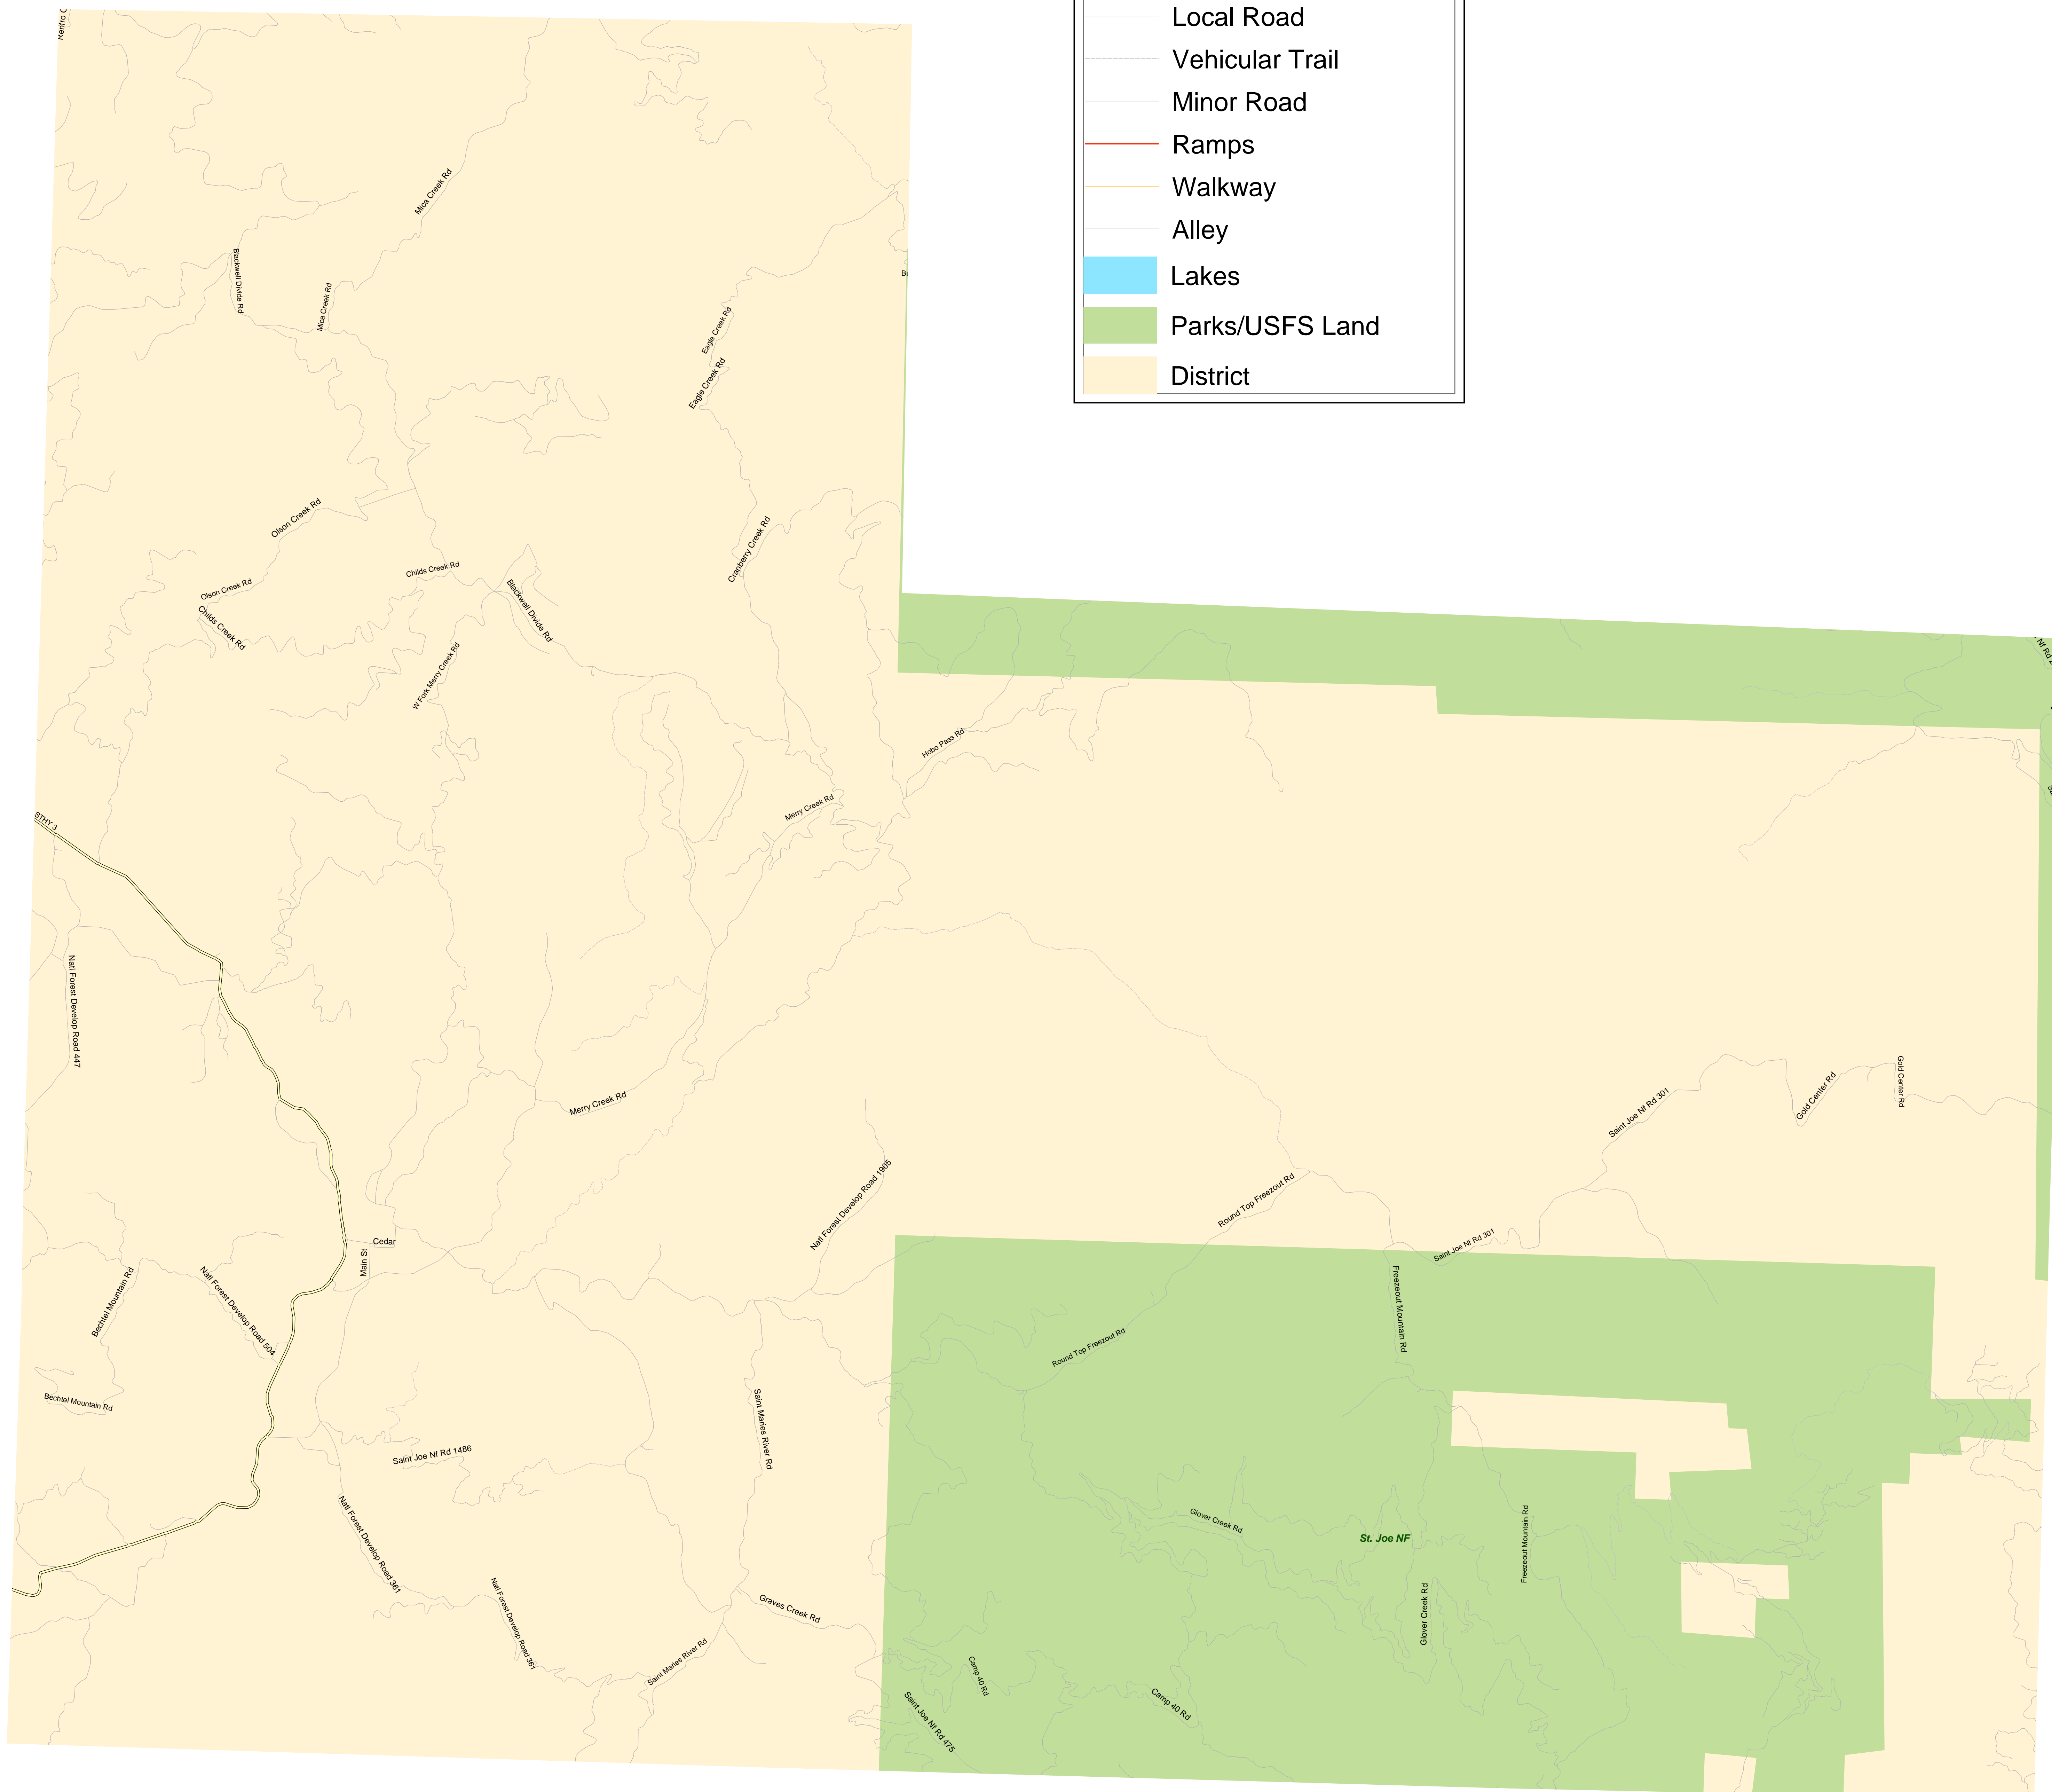 Local Road
Vehicular Trail
Minor Road
Ramps
Walkway
Alley
Lakes
Parks/USFS Land
District
Mica Creek Rd
Blackwell Divide Rd
Mica Creek Rd
Eagle Creek Rd
Eagle Creek Rd
Olson Creek Rd
Cranberry Creek Rd
Childs Creek Rd
Olson Creek Rd
Blackwell Divide Rd
Childs Creek Rd
W Fork Merry Creek Rd
Hobo Pass Rd
Merry Creek Rd
STHY 3
Natl Forest Develop Road 447
Gold Center Rd
Gold Center Rd
Saint Joe Nf Rd 301
Merry Creek Rd
Natl Forest Develop Road 1905
Round Top Freezout Rd
Cedar
Main St
Saint Joe Nf Rd 301
Bechtel Mountain Rd
Natl Forest Develop Road 504
Freezeout Mountain Rd
Round Top Freezout Rd
Bechtel Mountain Rd
Saint Maries River Rd
Saint Joe Nf Rd 1486
Natl Forest Develop Road 361
Glover Creek Rd
St. Joe NF
Freezeout Mountain Rd
Natl Forest Develop Road 361
Graves Creek Rd
Glover Creek Rd
Saint Maries River Rd
Camp 40 Rd
Camp 40 Rd
Saint Joe Nf Rd 475